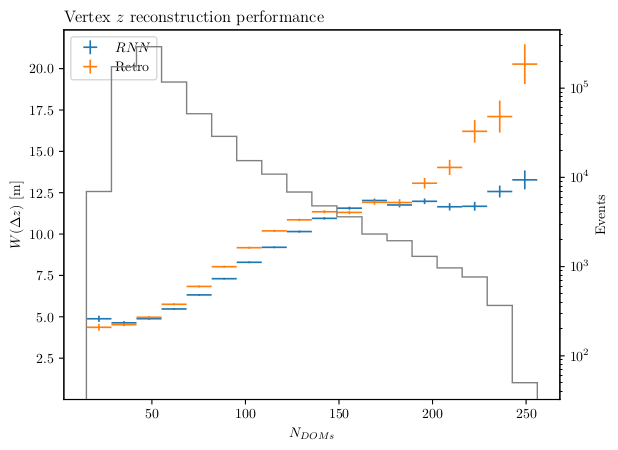 Vertex z reconstruction performance
RNN
Retro
20.0
17.5
15.0
12.5
10.0
7.5
5.0
2.5
W(Δz) [m]
10^5
10^4
10^3
10^2
Events
50 100 150 200 250
N_DOMs